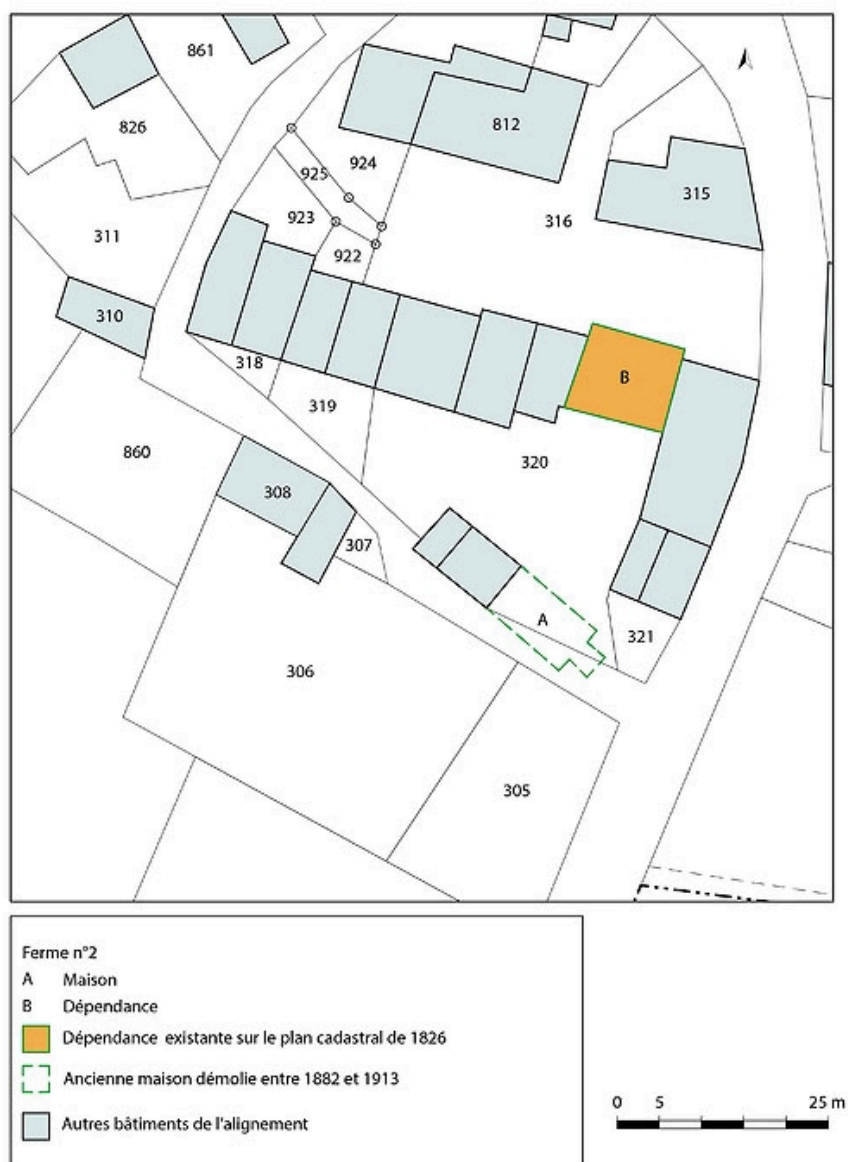 861
826
812
924
925
315
923
316
311
922
310
318
B
319
860
320
308
307
A
321
306
305
Ferme n°2
A Maison
B Dépendance
Dépendance existante sur le plan cadastral de 1826
Ancienne maison démolie entre 1882 et 1913
0 5 25 m
Autres bâtiments de l'alignement